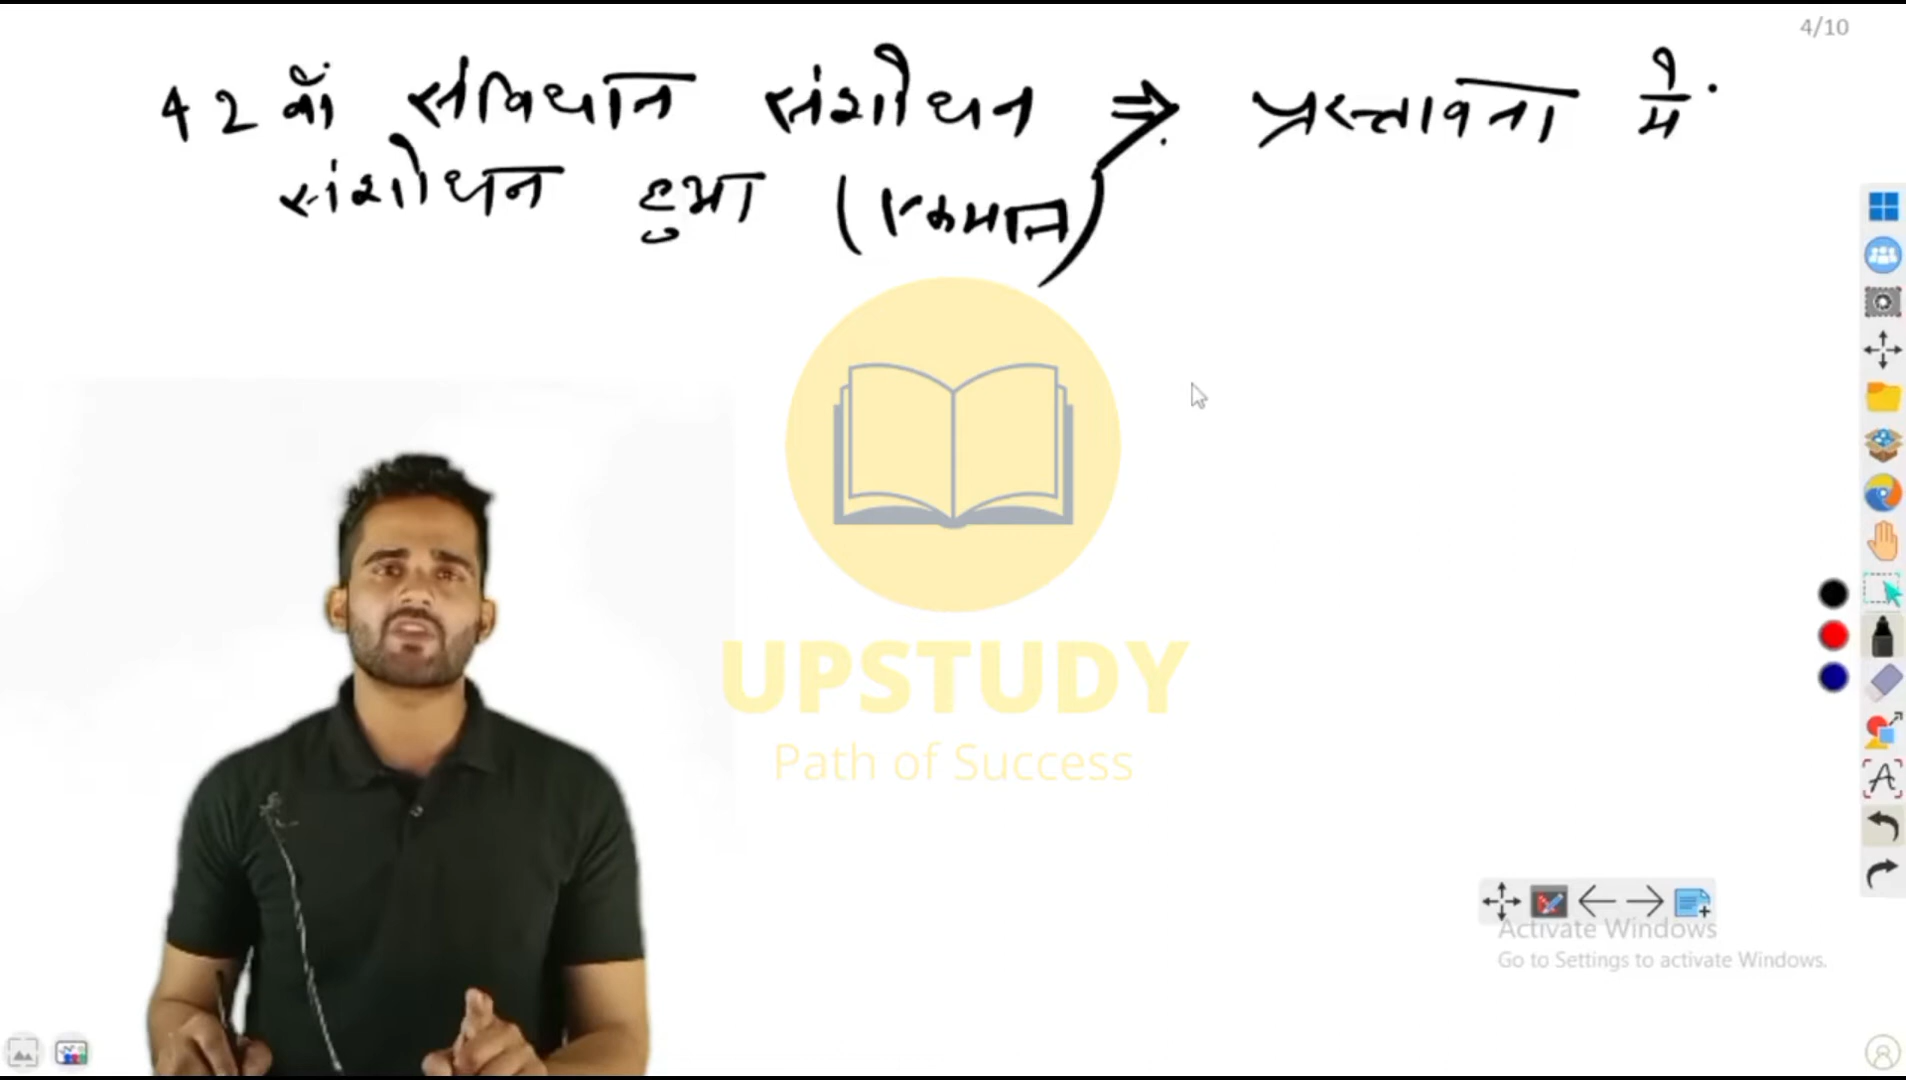 4/10
42 वाँ संविधान संशोधन ⇒ प्रस्तावना में
संशोधन हुआ (एकमात्र)
UPSTUDY
Path of Success
Activate Windows
Go to Settings to activate Windows.